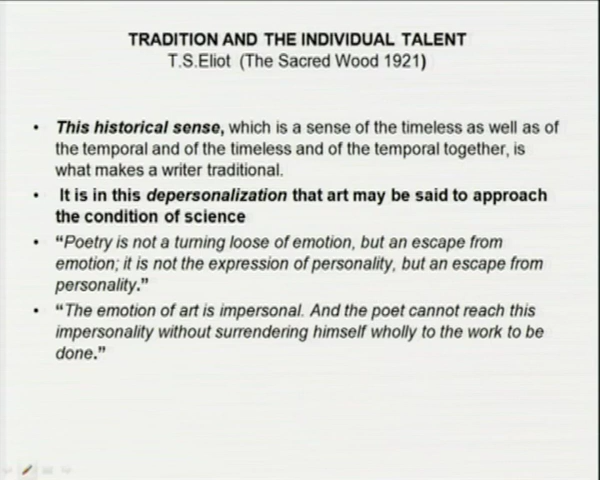 TRADITION AND THE INDIVIDUAL TALENT
T.S.Eliot (The Sacred Wood 1921)
• This historical sense, which is a sense of the timeless as well as of
the temporal and of the timeless and of the temporal together, is
what makes a writer traditional.
• It is in this depersonalization that art may be said to approach
the condition of science
• “Poetry is not a turning loose of emotion, but an escape from
emotion; it is not the expression of personality, but an escape from
personality.”
• “The emotion of art is impersonal. And the poet cannot reach this
impersonality without surrendering himself wholly to the work to be
done.”